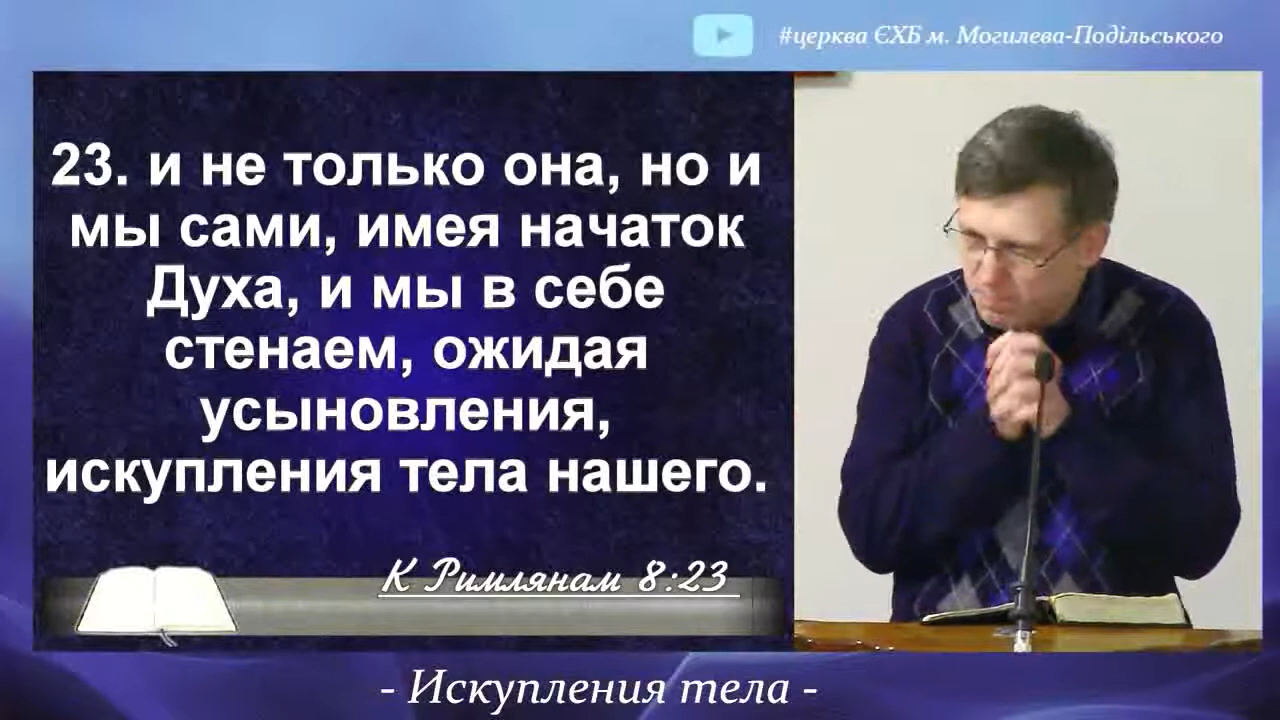 #церква ЄХБ м. Могилева-Подільського
23. и не только она, но и
мы сами, имея начаток
Духа, и мы в себе
стенаем, ожидая
усыновления,
искупления тела нашего.
К Римлянам 8:23
- Искупления тела -